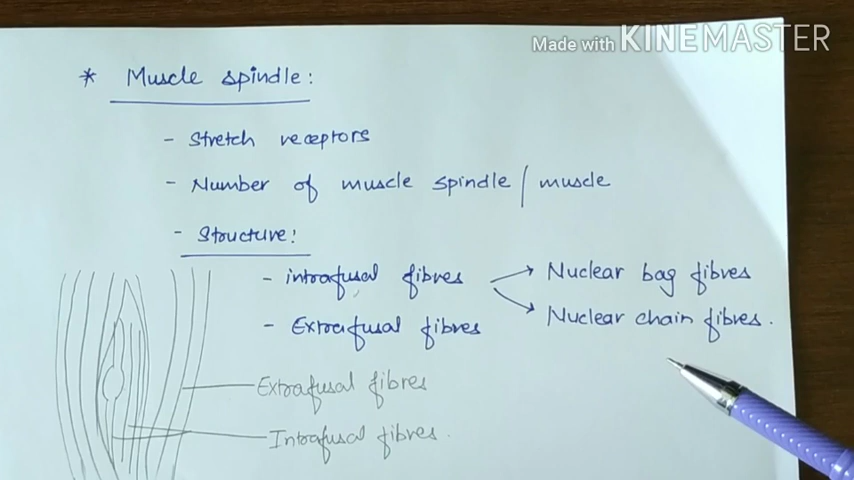 Made with KINEMASTER
* Muscle spindle:
- Stretch receptors
- Number of muscle spindle / muscle
- Structure:
- intrafusal fibres → Nuclear bag fibres
→ Nuclear chain fibres.
- Extrafusal fibres
Extrafusal fibres
Intrafusal fibres.